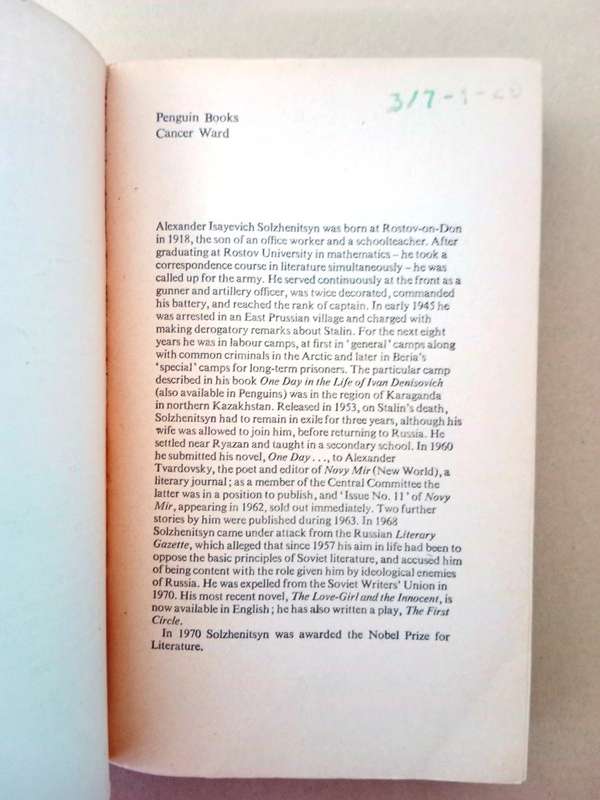 3/7-1-20
Penguin Books
Cancer Ward
Alexander Isayevich Solzhenitsyn was born at Rostov-on-Don
in 1918, the son of an office worker and a schoolteacher. After
graduating at Rostov University in mathematics – he took a
correspondence course in literature simultaneously – he was
called up for the army. He served continuously at the front as a
gunner and artillery officer, was twice decorated, commanded
his battery, and reached the rank of captain. In early 1945 he
was arrested in an East Prussian village and charged with
making derogatory remarks about Stalin. For the next eight
years he was in labour camps, at first in ‘general’ camps along
with common criminals in the Arctic and later in Beria’s
‘special’ camps for long-term prisoners. The particular camp
described in his book One Day in the Life of Ivan Denisovich
(also available in Penguins) was in the region of Karaganda
in northern Kazakhstan. Released in 1953, on Stalin’s death,
Solzhenitsyn had to remain in exile for three years, although his
wife was allowed to join him, before returning to Russia. He
settled near Ryazan and taught in a secondary school. In 1960
he submitted his novel, One Day . . ., to Alexander
Tvardovsky, the poet and editor of Novy Mir (New World), a
literary journal; as a member of the Central Committee the
latter was in a position to publish, and ‘Issue No. 11’ of Novy
Mir, appearing in 1962, sold out immediately. Two further
stories by him were published during 1963. In 1968
Solzhenitsyn came under attack from the Russian Literary
Gazette, which alleged that since 1957 his aim in life had been to
oppose the basic principles of Soviet literature, and accused him
of being content with the role given him by ideological enemies
of Russia. He was expelled from the Soviet Writers’ Union in
1970. His most recent novel, The Love-Girl and the Innocent, is
now available in English; he has also written a play, The First
Circle.
In 1970 Solzhenitsyn was awarded the Nobel Prize for
Literature.